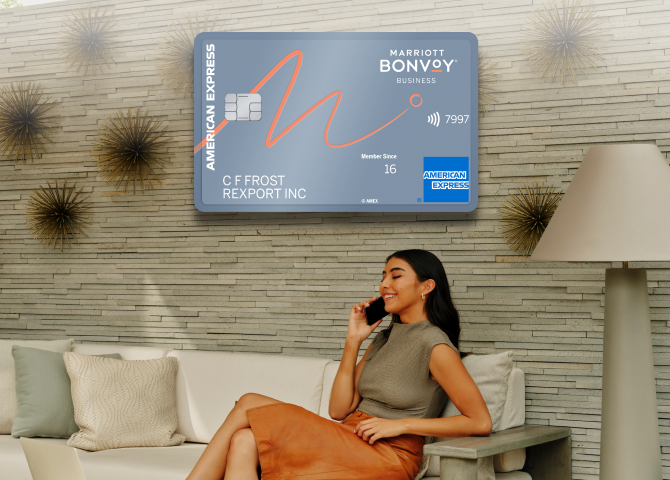 AMERICAN EXPRESS
MARRIOTT
BONVOY
BUSINESS
7997
Member Since
16
C F FROST
REXPORT INC
© AMEX
AMERICAN
EXPRESS